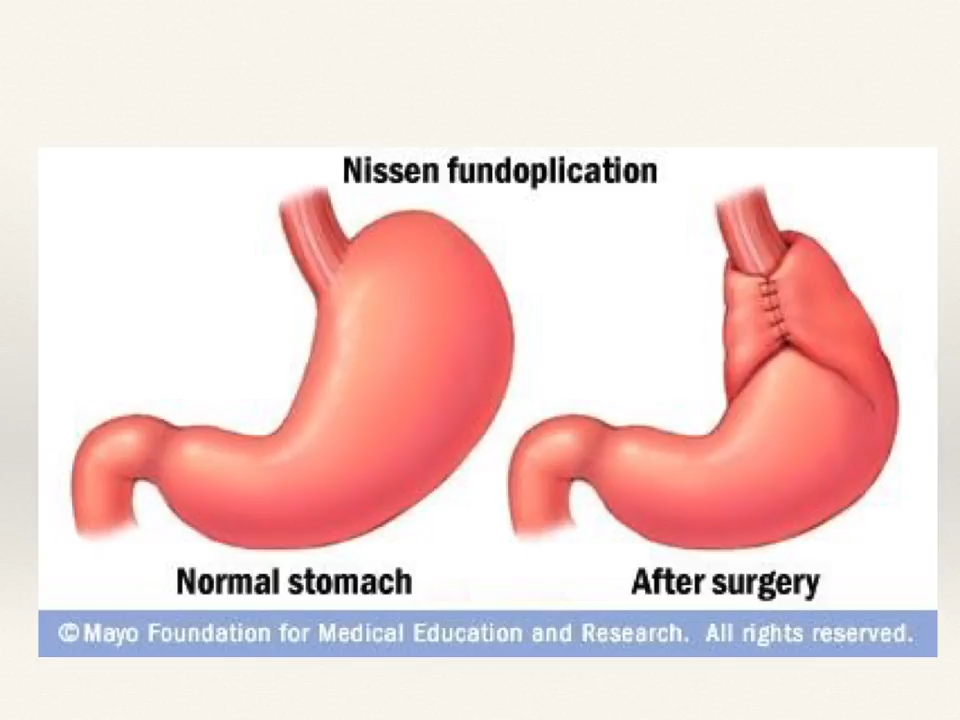 Nissen fundoplication
Normal stomach
After surgery
©Mayo Foundation for Medical Education and Research. All rights reserved.